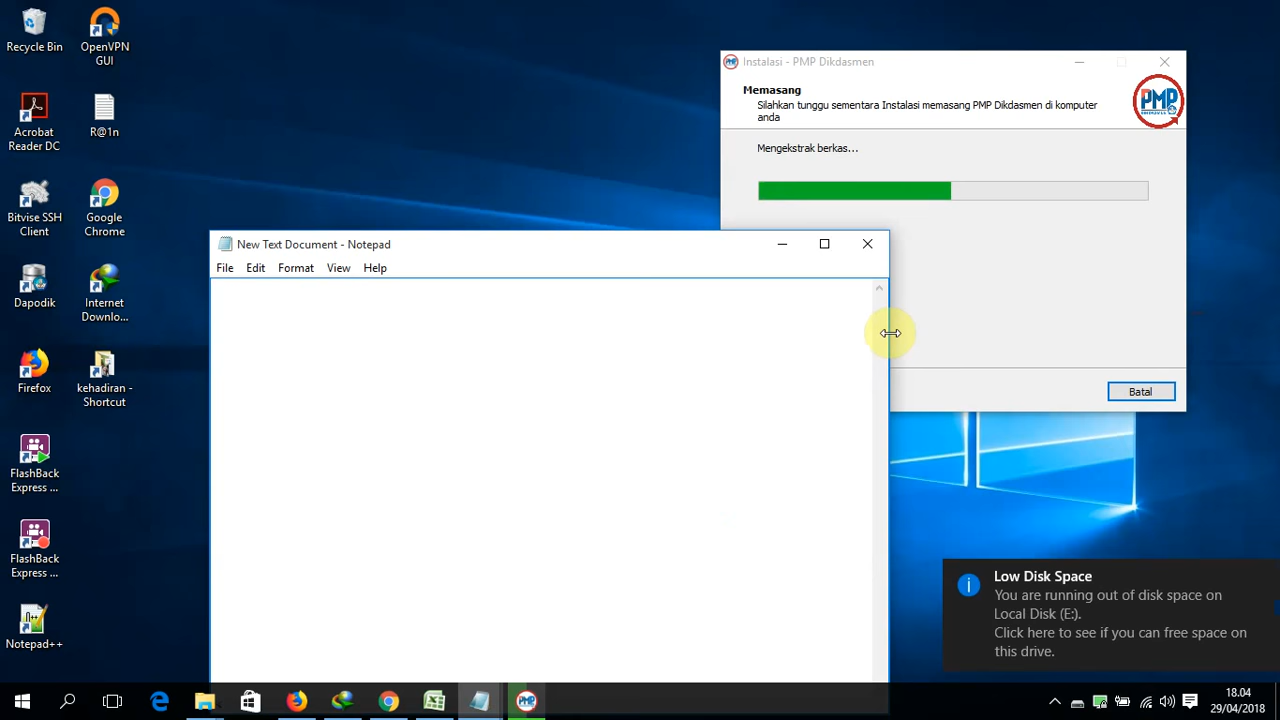 Recycle Bin
OpenVPN
GUI
Acrobat
Reader DC
R@1n
Bitvise SSH
Client
Google
Chrome
Dapodik
Internet
Downlo...
Firefox
kehadiran -
Shortcut
FlashBack
Express ...
FlashBack
Express ...
Notepad++
Instalasi - PMP Dikdasmen
Memasang
Silahkan tunggu sementara Instalasi memasang PMP Dikdasmen di komputer
anda
PMP
Mengekstrak berkas...
Batal
New Text Document - Notepad
File Edit Format View Help
Low Disk Space
You are running out of disk space on
Local Disk (E:).
Click here to see if you can free space on
this drive.
PMP
18.04
29/04/2018